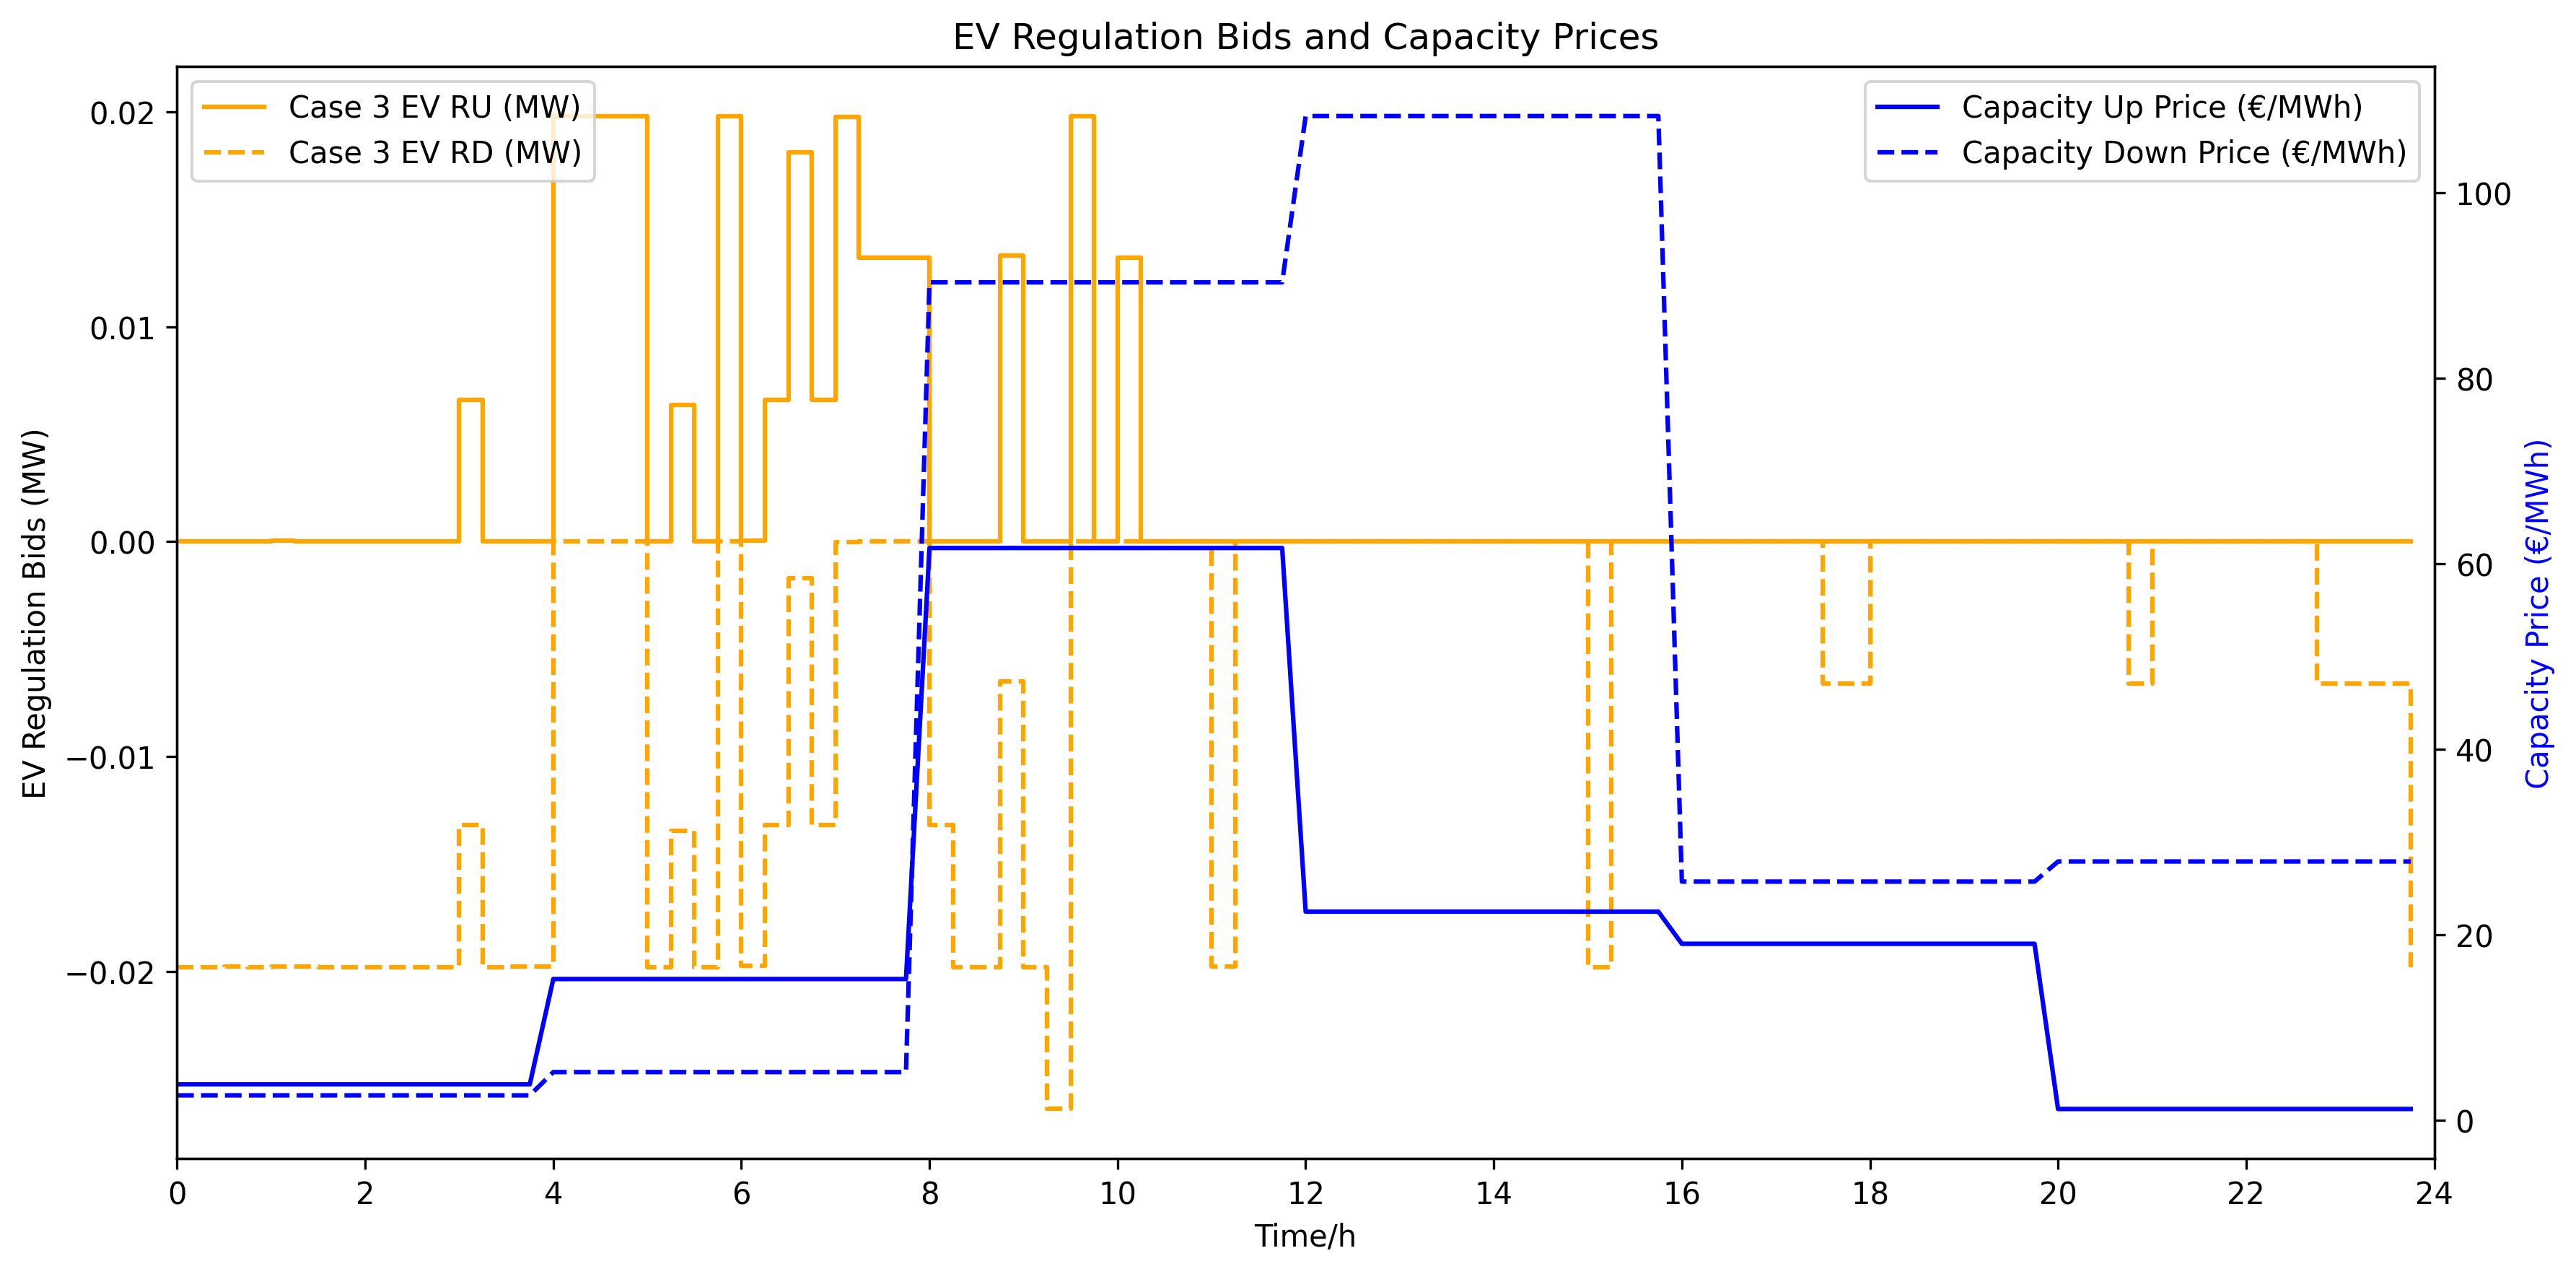 EV Regulation Bids and Capacity Prices
Case 3 EV RU (MW)
Case 3 EV RD (MW)
Capacity Up Price (€/MWh)
Capacity Down Price (€/MWh)
EV Regulation Bids (MW)
0.02
0.01
0.00
−0.01
−0.02
100
80
60
40
20
0
Capacity Price (€/MWh)
0 2 4 6 8 10 12 14 16 18 20 22 24
Time/h